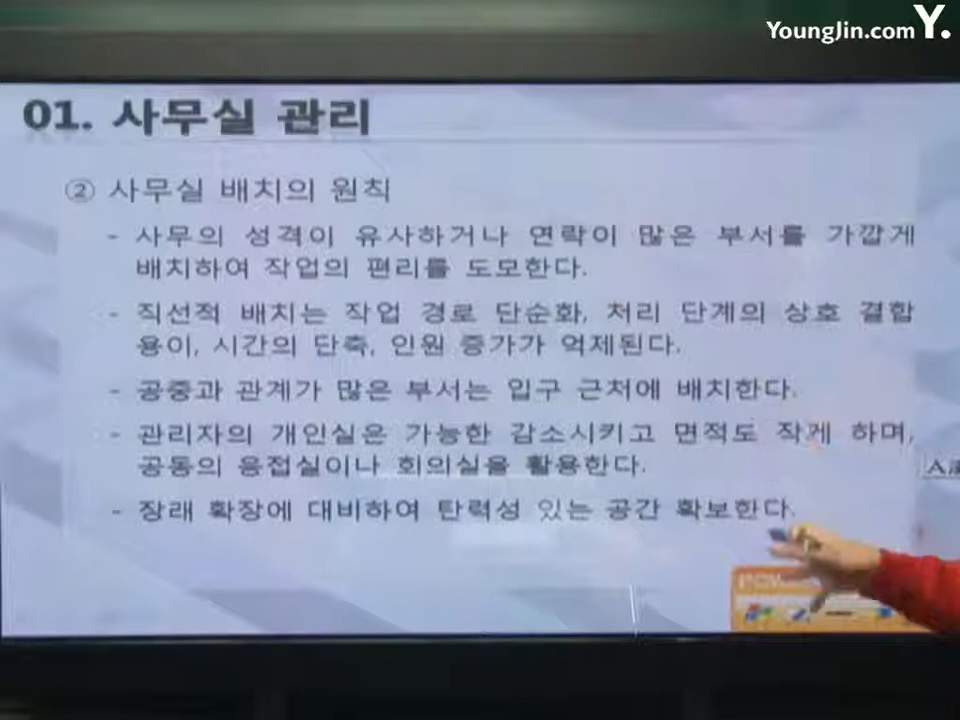 YoungJin.com Y.
01. 사무실 관리
② 사무실 배치의 원칙
- 사무의 성격이 유사하거나 연락이 많은 부서를 가깝게
배치하여 작업의 편리를 도모한다.
- 직선적 배치는 작업 경로 단순화, 처리 단계의 상호 결합
용이, 시간의 단축, 인원 증가가 억제된다.
- 공중과 관계가 많은 부서는 입구 근처에 배치한다.
- 관리자의 개인실은 가능한 감소시키고 면적도 작게 하며,
공동의 응접실이나 회의실을 활용한다.
- 장래 확장에 대비하여 탄력성 있는 공간 확보한다.